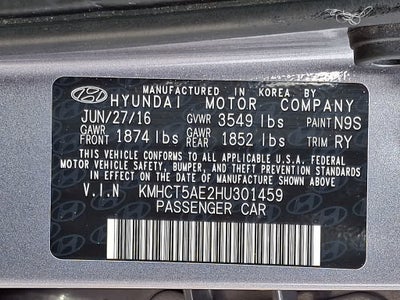 MANUFACTURED IN KOREA BY
HYUNDAI MOTOR COMPANY
JUN/27/16 GVWR 3549 lbs PAINT N9S
GAWR FRONT 1874 lbs GAWR REAR 1852 lbs TRIM RY
THIS VEHICLE CONFORMS TO ALL APPLICABLE U.S.A. FEDERAL
MOTOR VEHICLE SAFETY, BUMPER, AND THEFT PREVENTION STANDARDS
IN EFFECT ON THE DATE OF MANUFACTURE SHOWN ABOVE.
V.I.N KMHCT5AE2HU301459
PASSENGER CAR